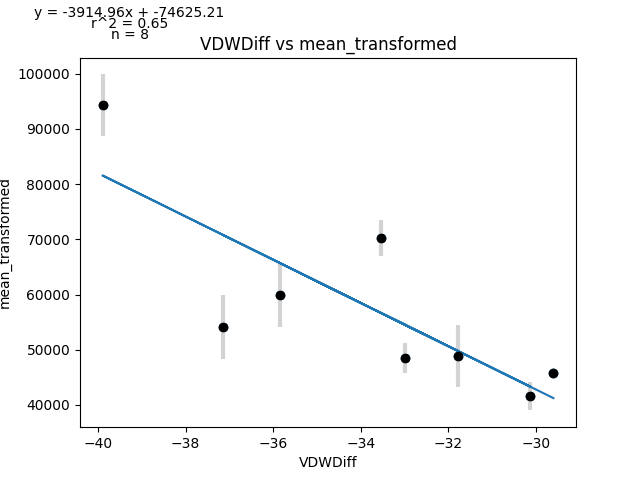 y = -3914.96x + -74625.21
r^2 = 0.65
n = 8
VDWDiff vs mean_transformed
100000
90000
80000
70000
60000
50000
40000
mean_transformed
−40
−38
−36
−34
−32
−30
VDWDiff